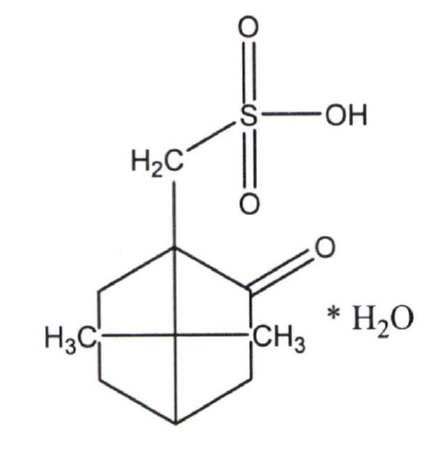 O
S OH
H₂C
O
O
* H₂O
H₃C CH₃